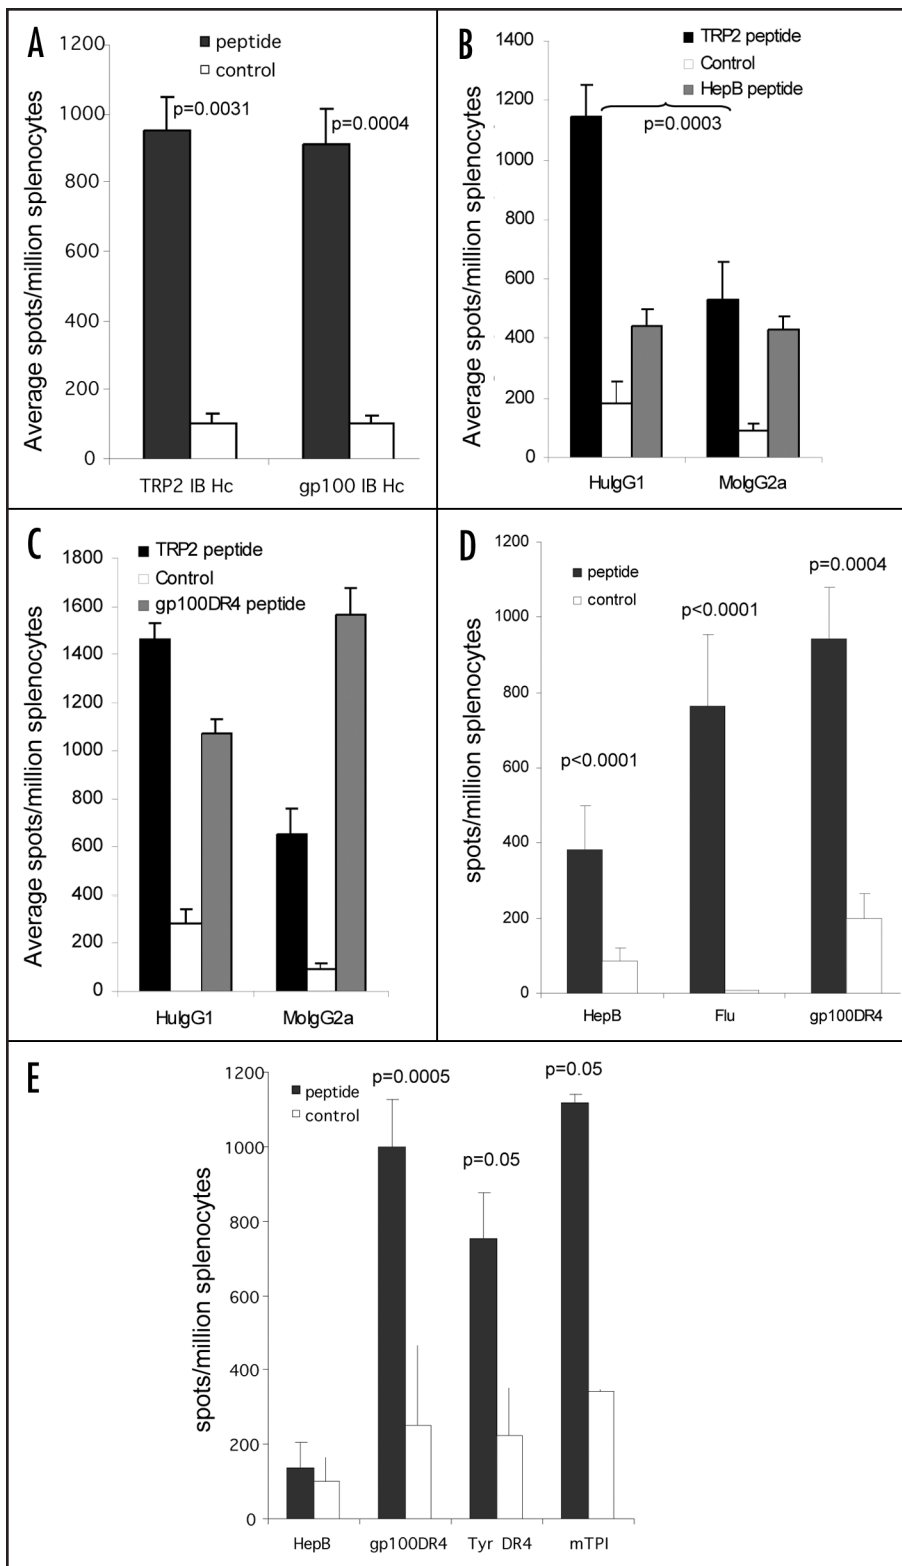 A
peptide
control
Average spots/million splenocytes
1200
1000
800
600
400
200
0
p=0.0031
p=0.0004
TRP2 IB Hc
gp100 IB Hc
B
TRP2 peptide
Control
HepB peptide
Average spots/million splenocytes
1400
1200
1000
800
600
400
200
0
p=0.0003
HuIgG1
MoIgG2a
C
TRP2 peptide
Control
gp100DR4 peptide
Average spots/million splenocytes
1800
1600
1400
1200
1000
800
600
400
200
0
HuIgG1
MoIgG2a
D
peptide
control
spots/million splenocytes
1200
1000
800
600
400
200
0
p<0.0001
p<0.0001
p=0.0004
HepB
Flu
gp100DR4
E
peptide
control
spots/million splenocytes
1200
1000
800
600
400
200
0
p=0.0005
p=0.05
p=0.05
HepB
gp100DR4
Tyr DR4
mTPI